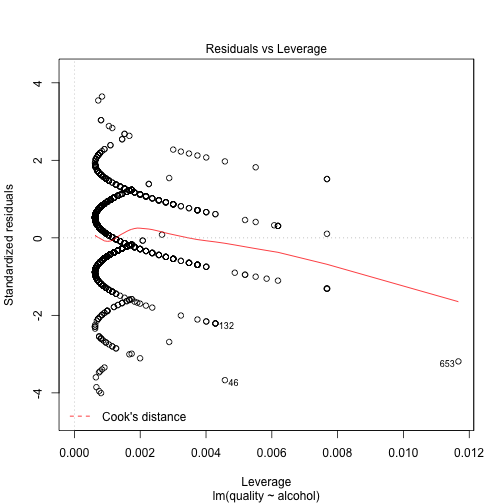 Residuals vs Leverage
Standardized residuals
4
2
0
-2
-4
132
46
653
Cook's distance
0.000 0.002 0.004 0.006 0.008 0.010 0.012
Leverage
lm(quality ~ alcohol)